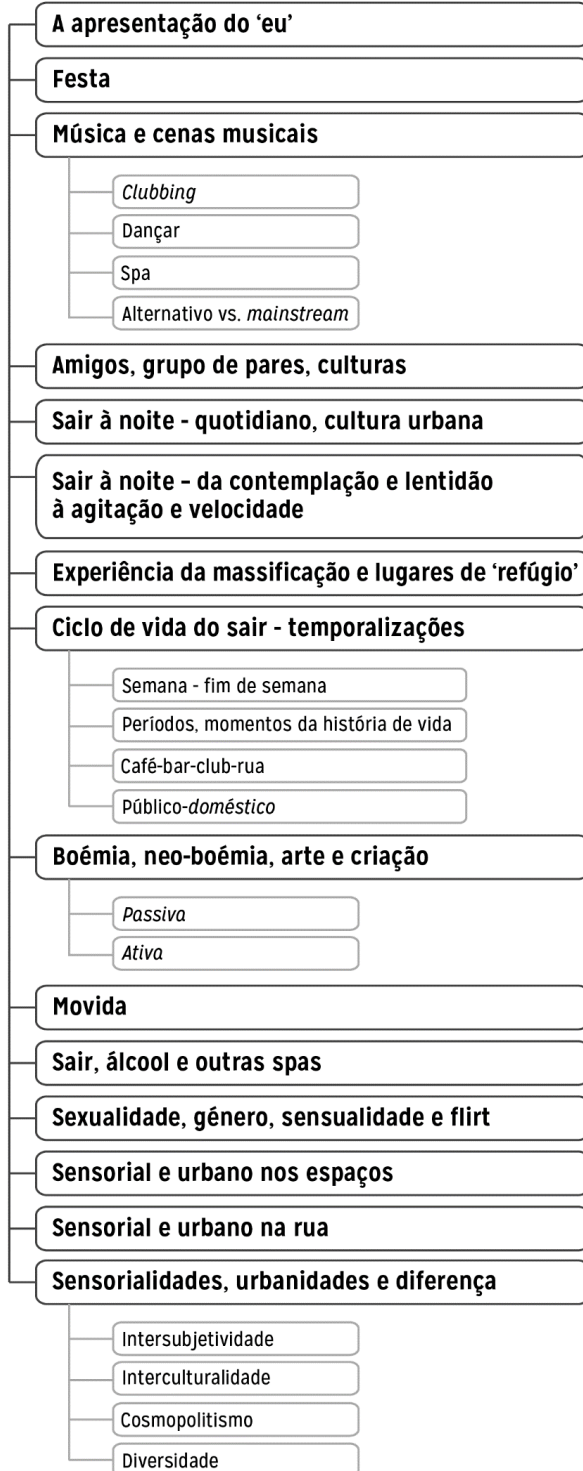 A apresentação do ‘eu’
Festa
Música e cenas musicais
Clubbing
Dançar
Spa
Alternativo vs. mainstream
Amigos, grupo de pares, culturas
Sair à noite - quotidiano, cultura urbana
Sair à noite – da contemplação e lentidão
à agitação e velocidade
Experiência da massificação e lugares de ‘refúgio’
Ciclo de vida do sair - temporalizações
Semana - fim de semana
Períodos, momentos da história de vida
Café-bar-club-rua
Público-doméstico
Boémia, neo-boémia, arte e criação
Passiva
Ativa
Movida
Sair, álcool e outras spas
Sexualidade, género, sensualidade e flirt
Sensorial e urbano nos espaços
Sensorial e urbano na rua
Sensorialidades, urbanidades e diferença
Intersubjetividade
Interculturalidade
Cosmopolitismo
Diversidade